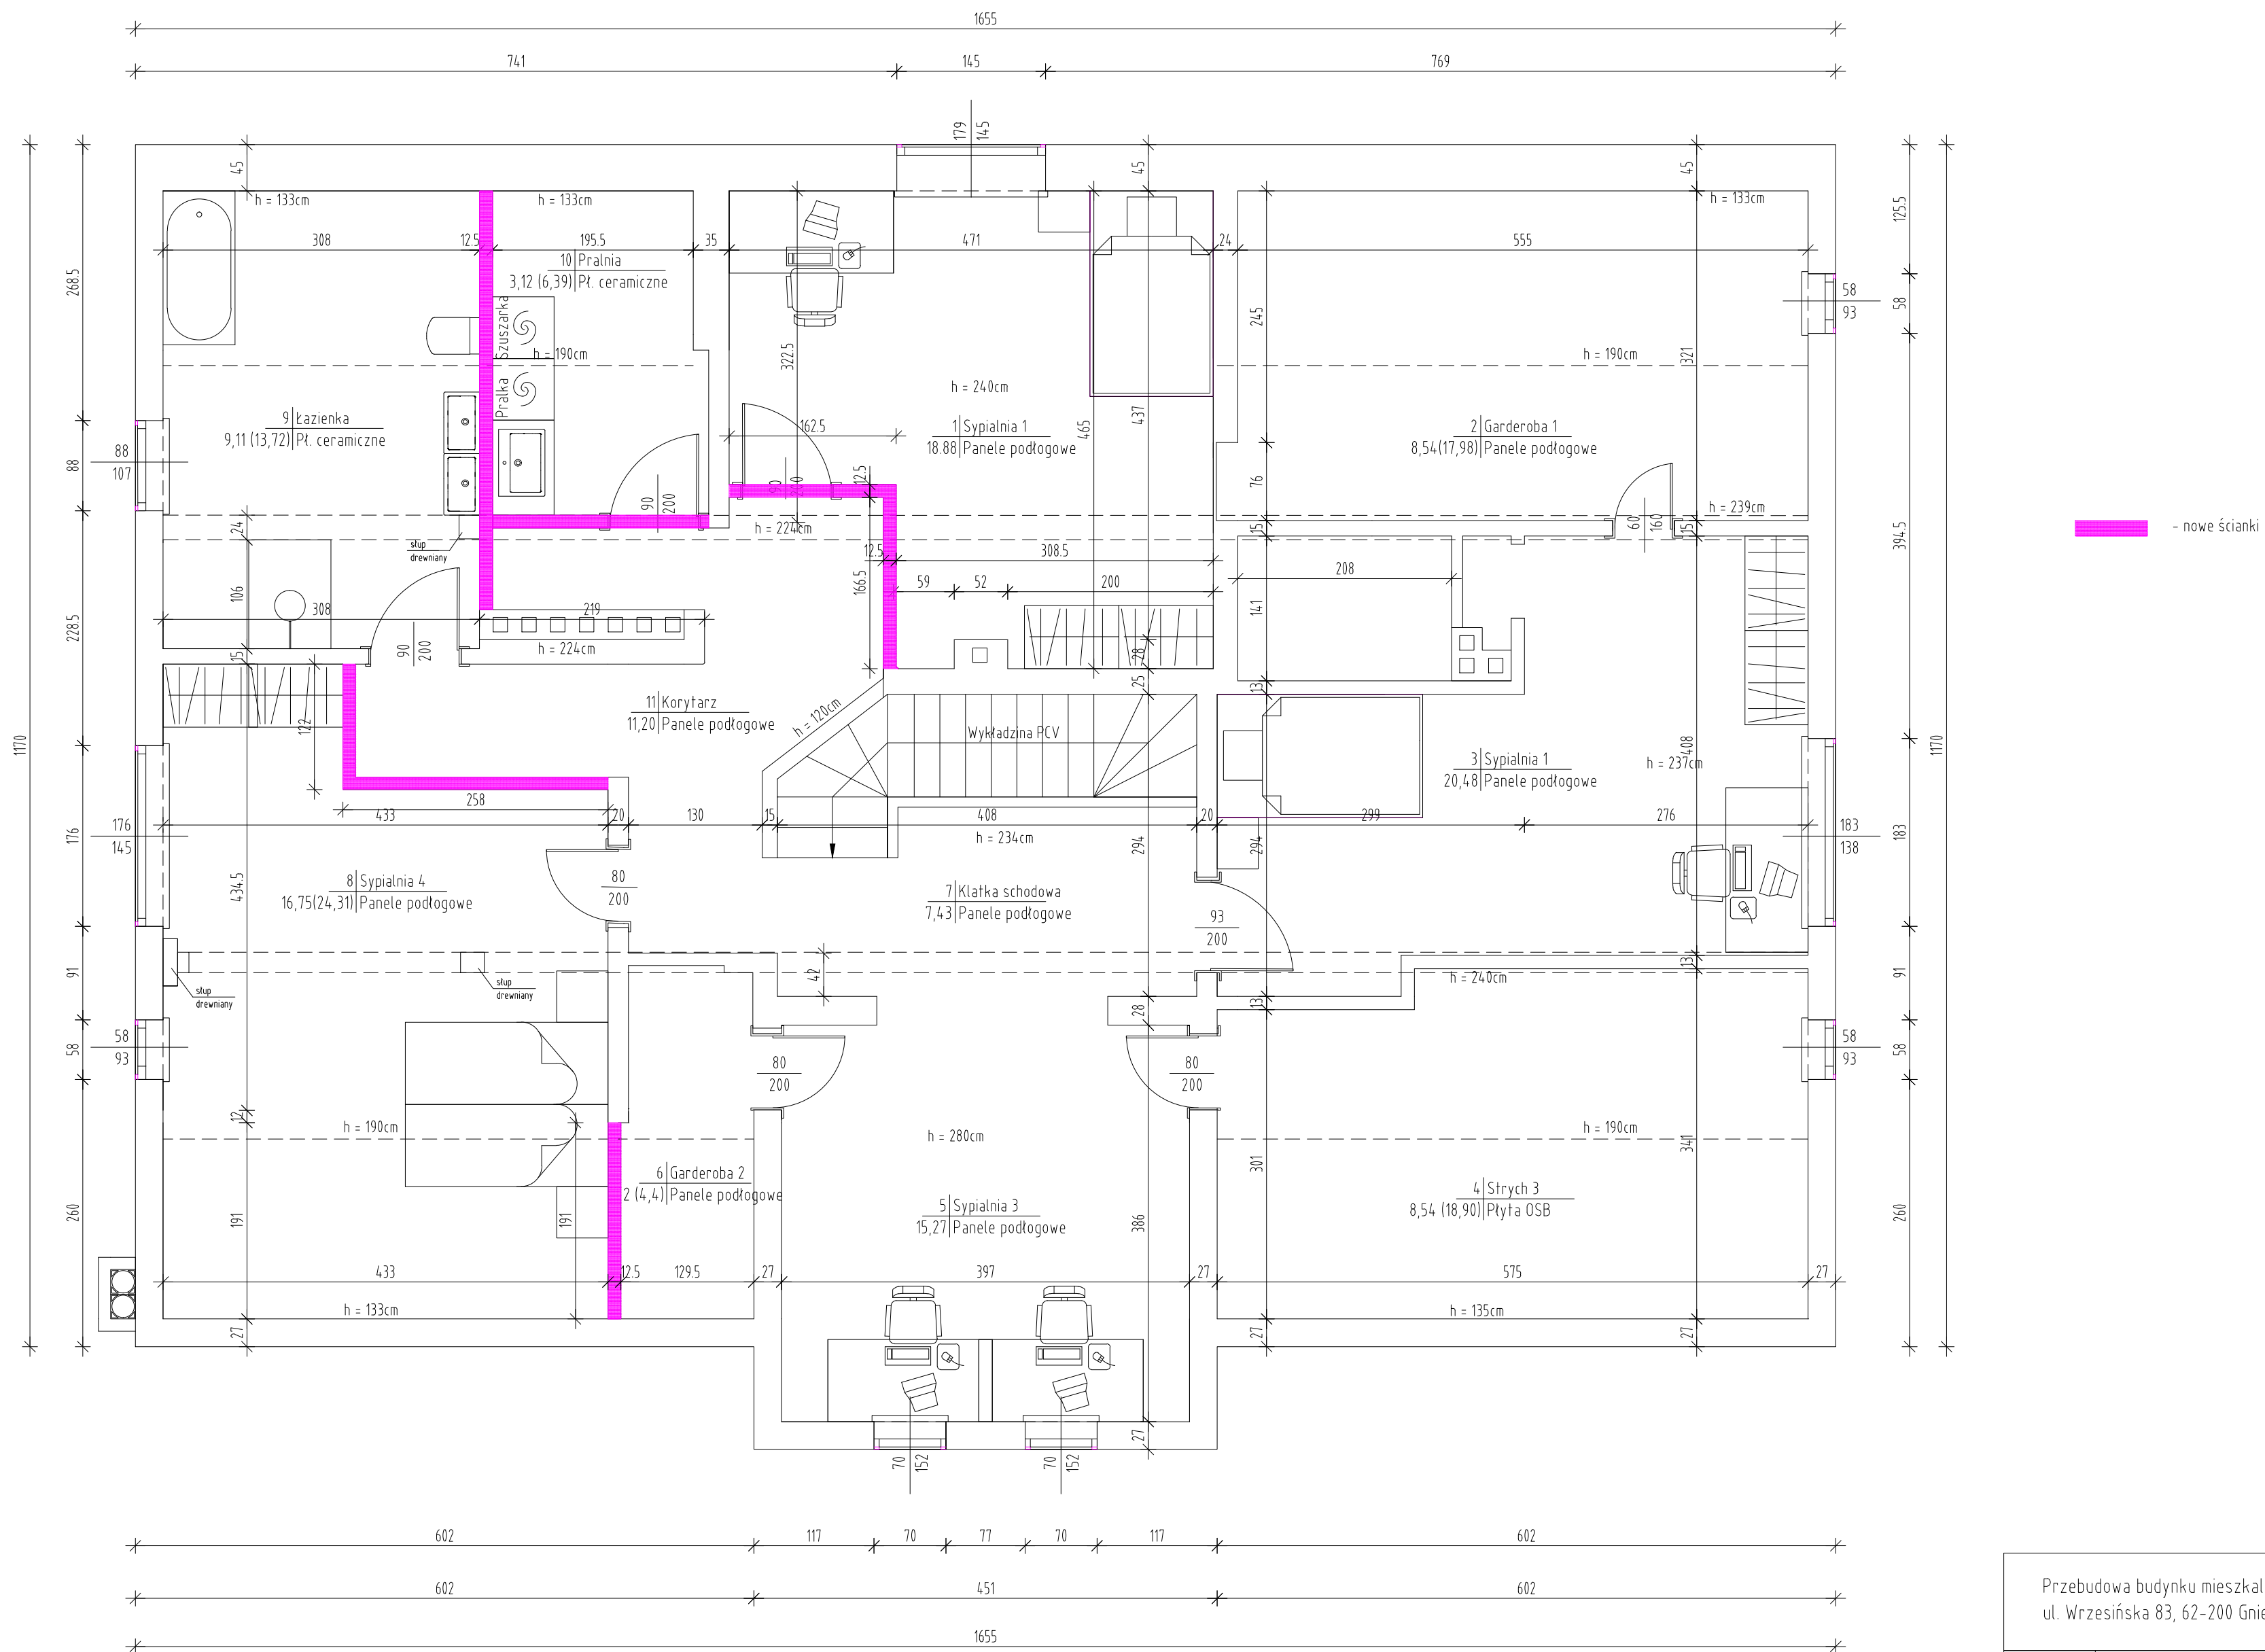 1655
741 145 769
179
145
45 45 45
h = 133cm h = 133cm h = 133cm
308 12.5 195.5 35 471 24 555
125.5
268.5
10 Pralnia
3,12 (6,39) Pł. ceramiczne
58
93
58
Szuszarka
245
321
h = 190cm h = 190cm
322.5
Pralka
h = 240cm
9 Łazienka
9,11 (13,72) Pł. ceramiczne
162.5
1 Sypialnia 1
18.88 Panele podłogowe
465
437
2 Garderoba 1
8,54(17,98) Panele podłogowe
88
107
88
12.5
90
200
76
h = 239cm
h = 224cm
60
160
15
15
24
394.5
- nowe ścianki
słup
drewniany
12.5 308.5
166.5
59 52 200
208
1170
106
308
219
141
228.5
90
200
h = 224cm
15
28
25
13
122
11 Korytarz
11,20 Panele podłogowe
h = 120cm
Wykładzina PCV
408
3 Sypialnia 1
20,48 Panele podłogowe
h = 237cm
1170
258
433 20 130 15 408 20 299 276
176
176
145
h = 234cm
294
294
183
138
183
434.5
8 Sypialnia 4
16,75(24,31) Panele podłogowe
80
200
7 Klatka schodowa
7,43 Panele podłogowe
93
200
91
42
13
h = 240cm
91
słup
drewniany
słup
drewniany
28
13
58
58
93
80
200
80
200
58
93
58
12
h = 190cm
h = 280cm
h = 190cm
341
301
6 Garderoba 2
2 (4,4) Panele podłogowe
260
191
191
5 Sypialnia 3
15,27 Panele podłogowe
386
4 Strych 3
8,54 (18,90) Płyta OSB
260
433 12.5 129.5 27 397 27 575 27
h = 133cm
h = 135cm
27
27
27
27
70
152
70
152
602 117 70 77 70 117 602
602 451 602
1655
Przebudowa budynku
ul. Wrzesińska 83, 62-200